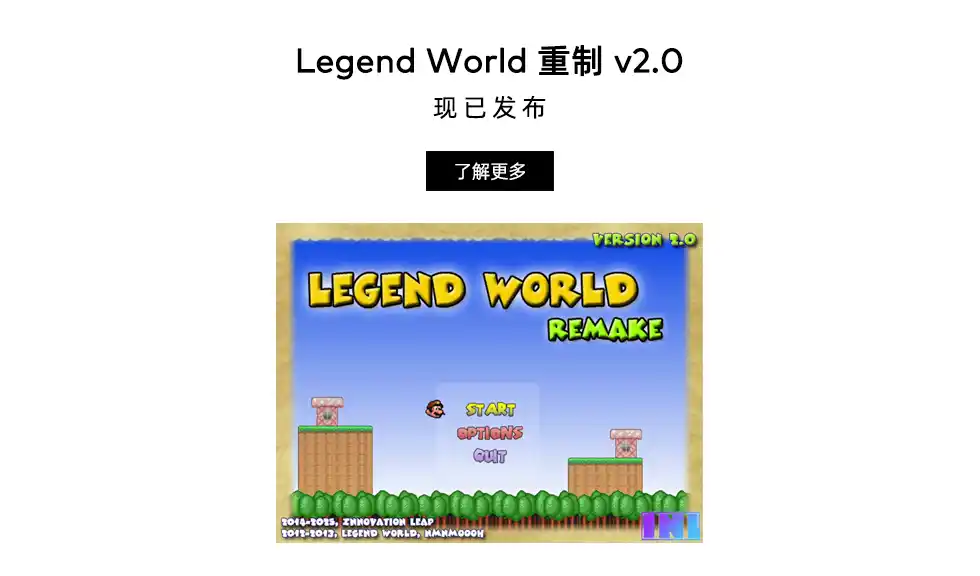 Legend World 重制 v2.0
现已发布
了解更多
VERSION 2.0
LEGEND WORLD
REMAKE
START
OPTIONS
QUIT
2014-2025, INNOVATION LEAP
2012-2013, LEGEND WORLD, NMNMOOOH
INL